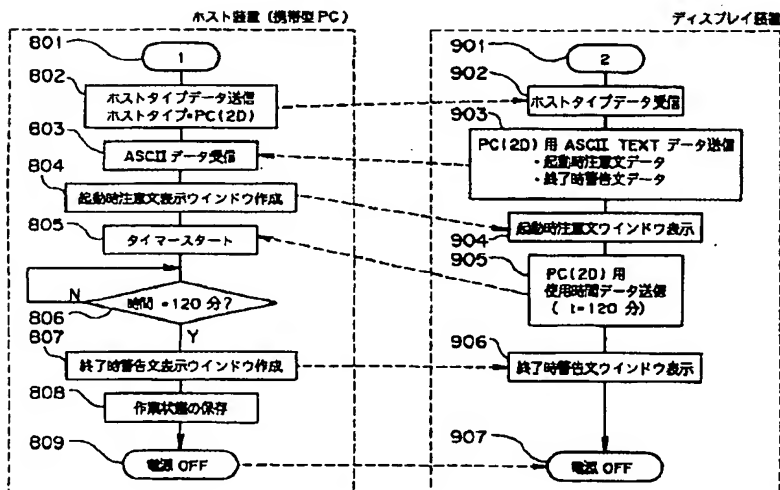 ホスト装置 (携帯型 PC)
801
1
802
ホストタイプデータ送信
ホストタイプ=PC(2D)
803
ASCII データ受信
804
起動時注意文表示ウインドウ作成
805
タイマースタート
N
時間 =120 分?
806
Y
807
終了時警告文表示ウインドウ作成
808
作業状態の保存
809
電源 OFF
ディスプレイ装置
901
2
902
ホストタイプデータ受信
903
PC(2D)用 ASCII TEXT データ送信
・起動時注意文データ
・終了時警告文データ
起動時注意文ウインドウ表示
904
905
PC(2D)用
使用時間データ送信
( t=120 分)
906
終了時警告文ウインドウ表示
907
電源 OFF